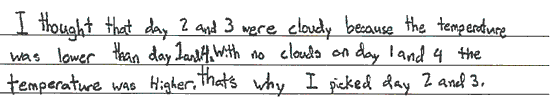 I thought that day 2 and 3 were cloudy because the temperature
was lower than day 1 and 4. With no clouds on day 1 and 4 the
temperature was Higher. that's why I picked day 2 and 3.